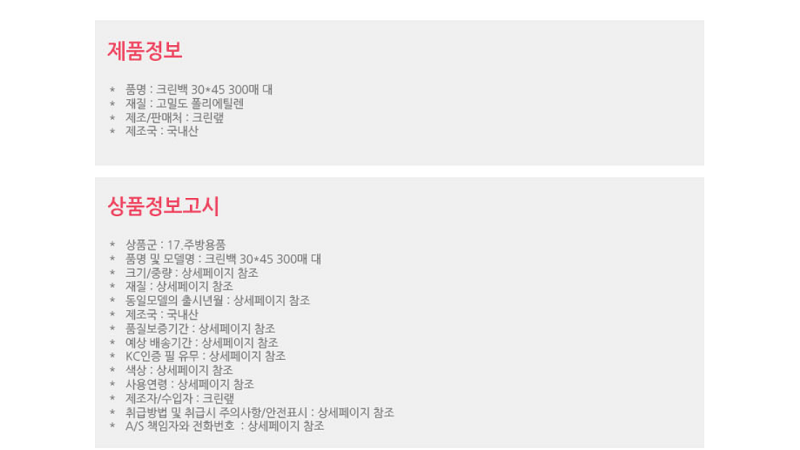 제품정보
* 품명 : 크린백 30*45 300매 대
* 재질 : 고밀도 폴리에틸렌
* 제조/판매처 : 크린랲
* 제조국 : 국내산
상품정보고시
* 상품군 : 17.주방용품
* 품명 및 모델명 : 크린백 30*45 300매 대
* 크기/중량 : 상세페이지 참조
* 재질 : 상세페이지 참조
* 동일모델의 출시년월 : 상세페이지 참조
* 제조국 : 국내산
* 품질보증기간 : 상세페이지 참조
* 예상 배송기간 : 상세페이지 참조
* KC인증 필 유무 : 상세페이지 참조
* 색상 : 상세페이지 참조
* 사용연령 : 상세페이지 참조
* 제조자/수입자 : 크린랲
* 취급방법 및 취급시 주의사항/안전표시 : 상세페이지 참조
* A/S 책임자와 전화번호 : 상세페이지 참조